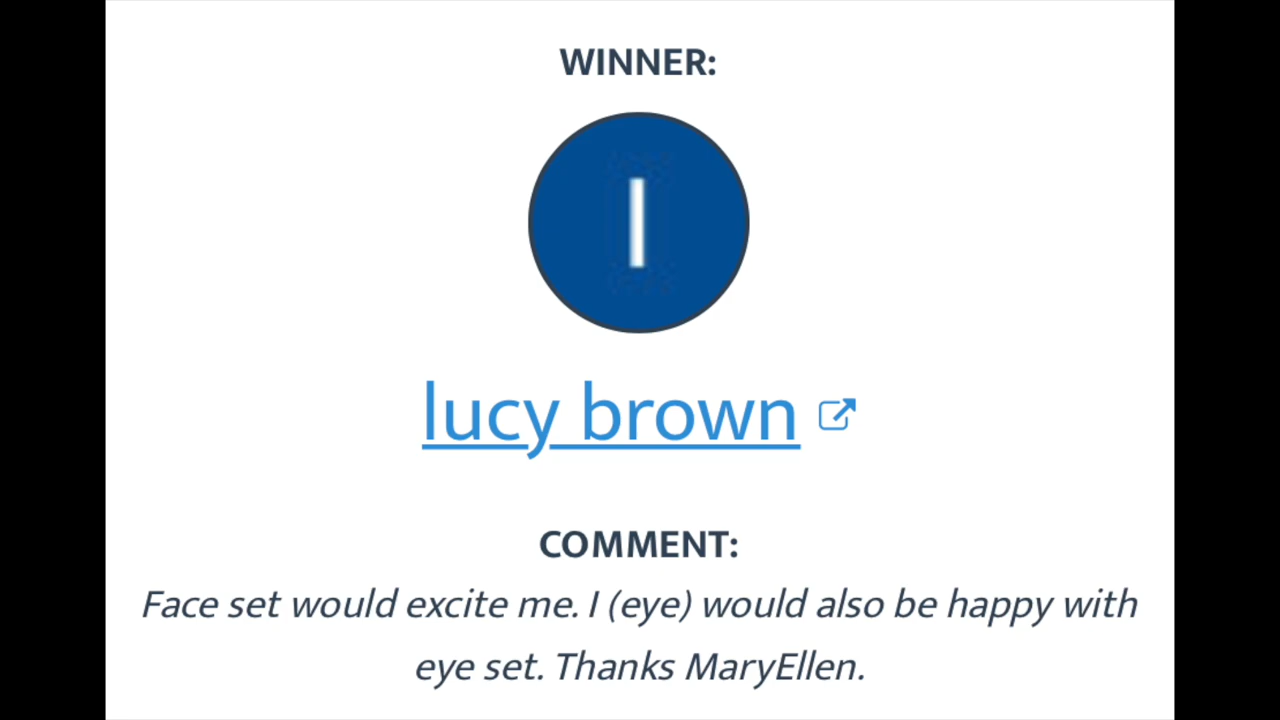 WINNER:
l
lucy brown
COMMENT:
Face set would excite me. I (eye) would also be happy with
eye set. Thanks MaryEllen.